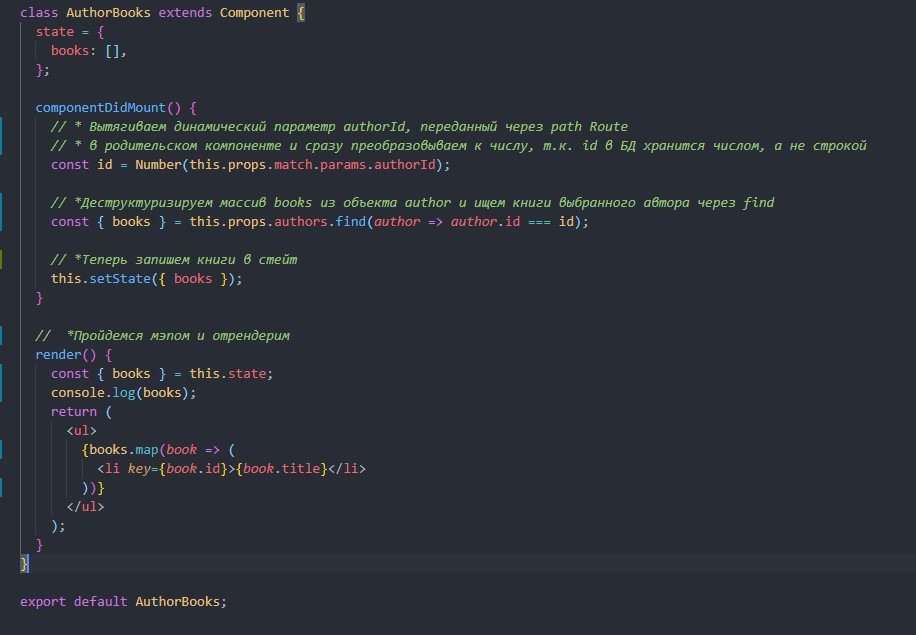 class AuthorBooks extends Component {
state = {
books: [],
};
componentDidMount() {
// * Вытягиваем динамический параметр authorId, переданный через path Route
// * в родительском компоненте и сразу преобразовываем к числу, т.к. id в БД хранится числом, а не строкой
const id = Number(this.props.match.params.authorId);
// *Деструктуризируем массив books из объекта author и ищем книги выбранного автора через find
const { books } = this.props.authors.find(author => author.id === id);
// *Теперь запишем книги в стейт
this.setState({ books });
}
//  *Пройдемся мэпом и отрендерим
render() {
const { books } = this.state;
console.log(books);
return (
<ul>
{books.map(book => (
<li key={book.id}>{book.title}</li>
))}
</ul>
);
}
}
export default AuthorBooks;